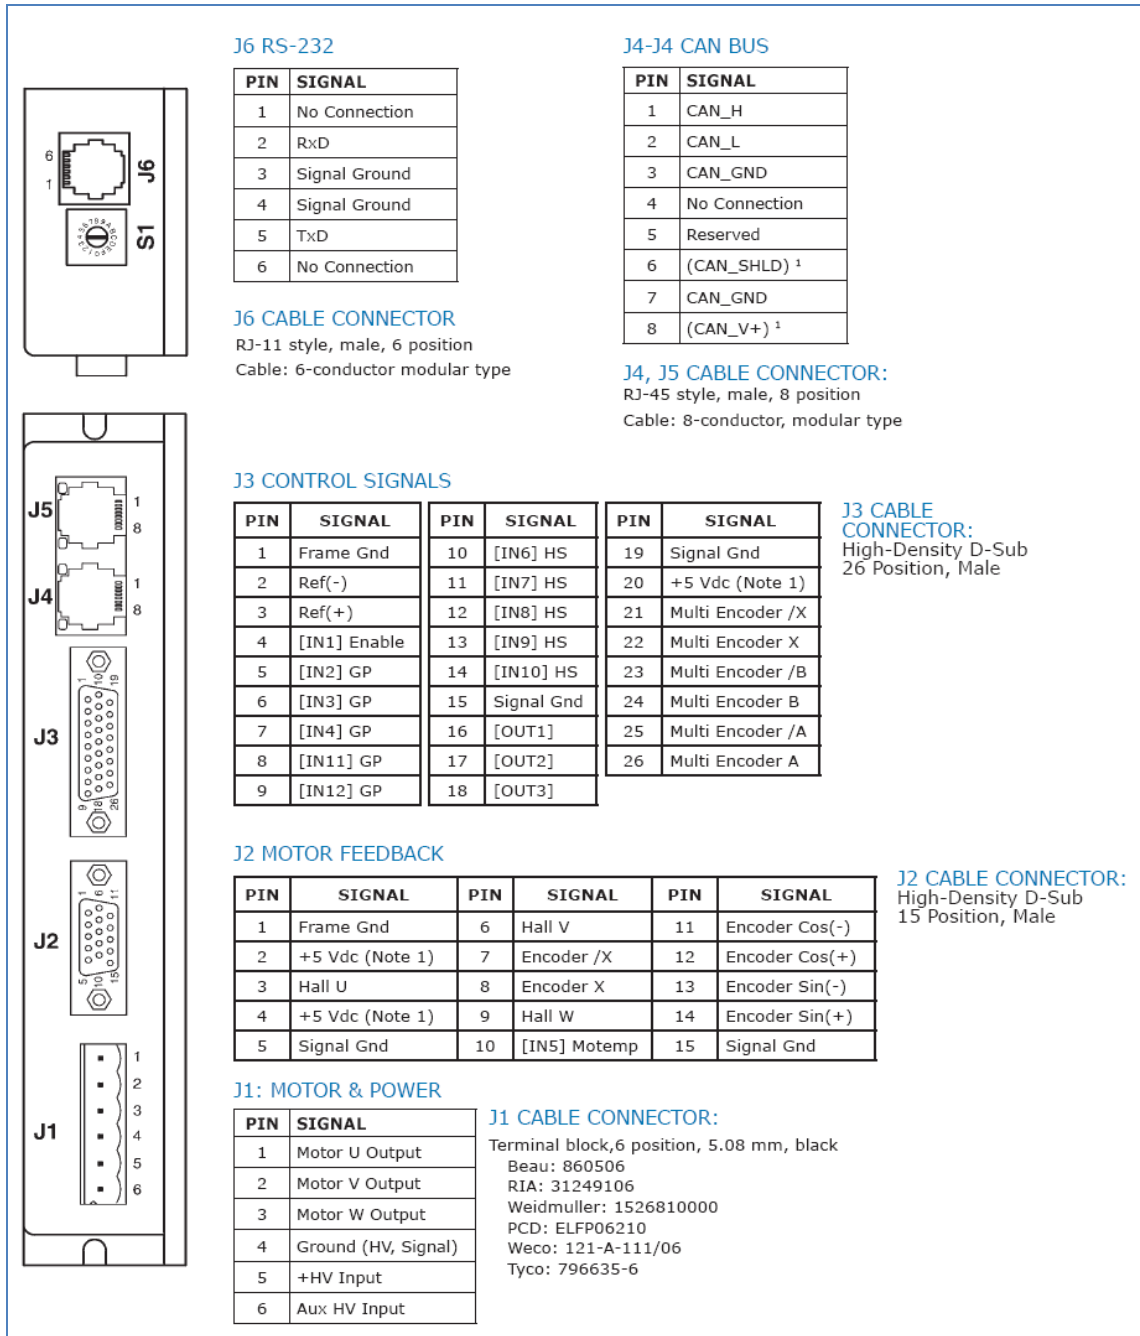 J6 RS-232
PIN SIGNAL
1 No Connection
2 RxD
3 Signal Ground
4 Signal Ground
5 TxD
6 No Connection
J6 CABLE CONNECTOR
RJ-11 style, male, 6 position
Cable: 6-conductor modular type
J4-J4 CAN BUS
PIN SIGNAL
1 CAN_H
2 CAN_L
3 CAN_GND
4 No Connection
5 Reserved
6 (CAN_SHLD) 1
7 CAN_GND
8 (CAN_V+) 1
J4, J5 CABLE CONNECTOR:
RJ-45 style, male, 8 position
Cable: 8-conductor, modular type
6
1
J6
S1
J5
1
8
J4
1
8
J3
1
10
19
9
18
26
J2
1
6
11
5
10
15
J1
1
2
3
4
5
6
J3 CONTROL SIGNALS
PIN SIGNAL PIN SIGNAL PIN SIGNAL
1 Frame Gnd 10 [IN6] HS 19 Signal Gnd
2 Ref(-) 11 [IN7] HS 20 +5 Vdc (Note 1)
3 Ref(+) 12 [IN8] HS 21 Multi Encoder /X
4 [IN1] Enable 13 [IN9] HS 22 Multi Encoder X
5 [IN2] GP 14 [IN10] HS 23 Multi Encoder /B
6 [IN3] GP 15 Signal Gnd 24 Multi Encoder B
7 [IN4] GP 16 [OUT1] 25 Multi Encoder /A
8 [IN11] GP 17 [OUT2] 26 Multi Encoder A
9 [IN12] GP 18 [OUT3]
J3 CABLE
CONNECTOR:
High-Density D-Sub
26 Position, Male
J2 MOTOR FEEDBACK
PIN SIGNAL PIN SIGNAL PIN SIGNAL
1 Frame Gnd 6 Hall V 11 Encoder Cos(-)
2 +5 Vdc (Note 1) 7 Encoder /X 12 Encoder Cos(+)
3 Hall U 8 Encoder X 13 Encoder Sin(-)
4 +5 Vdc (Note 1) 9 Hall W 14 Encoder Sin(+)
5 Signal Gnd 10 [IN5] Motemp 15 Signal Gnd
J2 CABLE CONNECTOR:
High-Density D-Sub
15 Position, Male
J1: MOTOR & POWER
PIN SIGNAL
1 Motor U Output
2 Motor V Output
3 Motor W Output
4 Ground (HV, Signal)
5 +HV Input
6 Aux HV Input
J1 CABLE CONNECTOR:
Terminal block,6 position, 5.08 mm, black
Beau: 860506
RIA: 31249106
Weidmuller: 1526810000
PCD: ELFP06210
Weco: 121-A-111/06
Tyco: 796635-6